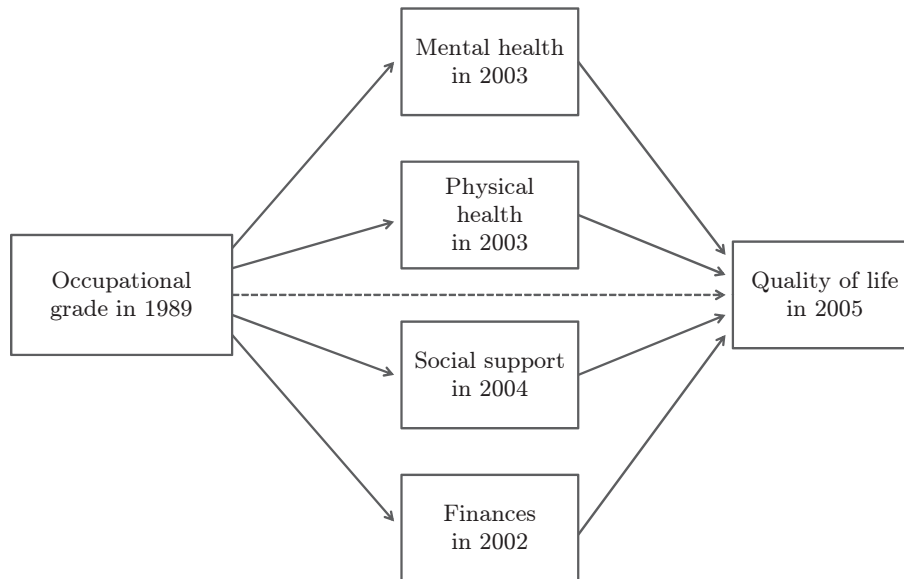 Mental health
in 2003
Physical
health
in 2003
Occupational
grade in 1989
Quality of life
in 2005
Social support
in 2004
Finances
in 2002